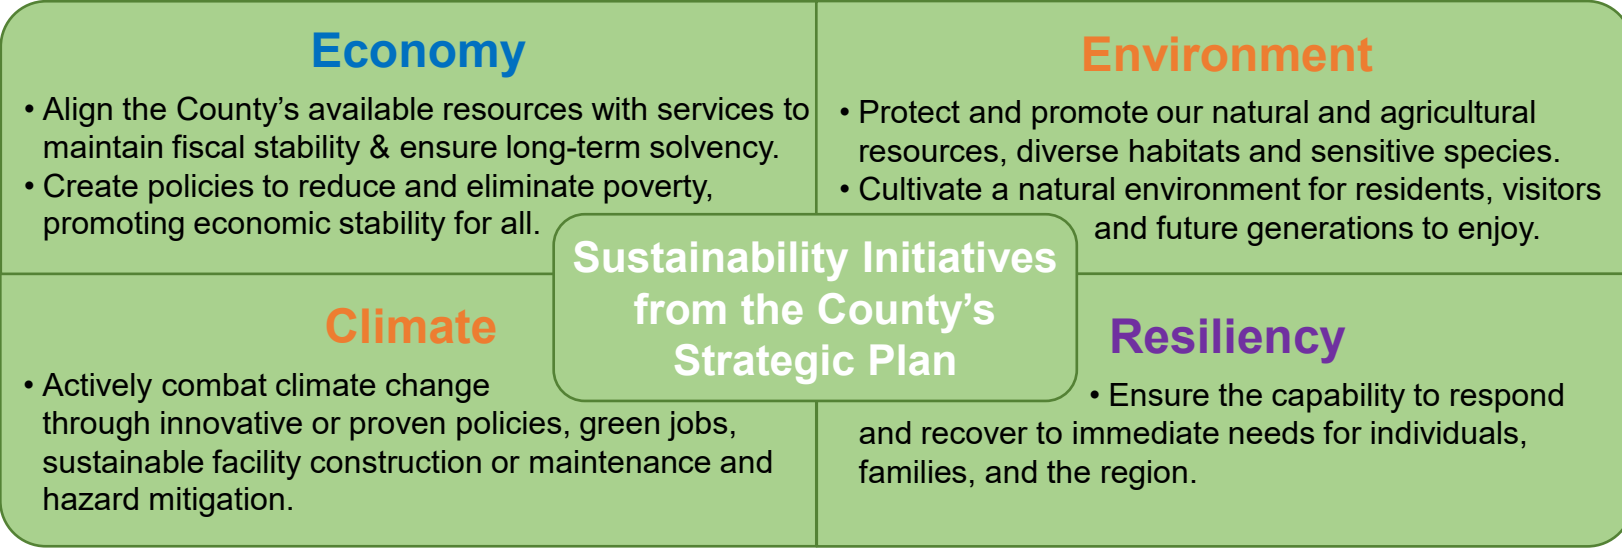 Economy
• Align the County’s available resources with services to
maintain fiscal stability & ensure long-term solvency.
• Create policies to reduce and eliminate poverty,
promoting economic stability for all.
Environment
• Protect and promote our natural and agricultural
resources, diverse habitats and sensitive species.
• Cultivate a natural environment for residents, visitors
and future generations to enjoy.
Sustainability Initiatives
from the County’s
Strategic Plan
Climate
• Actively combat climate change
through innovative or proven policies, green jobs,
sustainable facility construction or maintenance and
hazard mitigation.
Resiliency
• Ensure the capability to respond
and recover to immediate needs for individuals,
families, and the region.